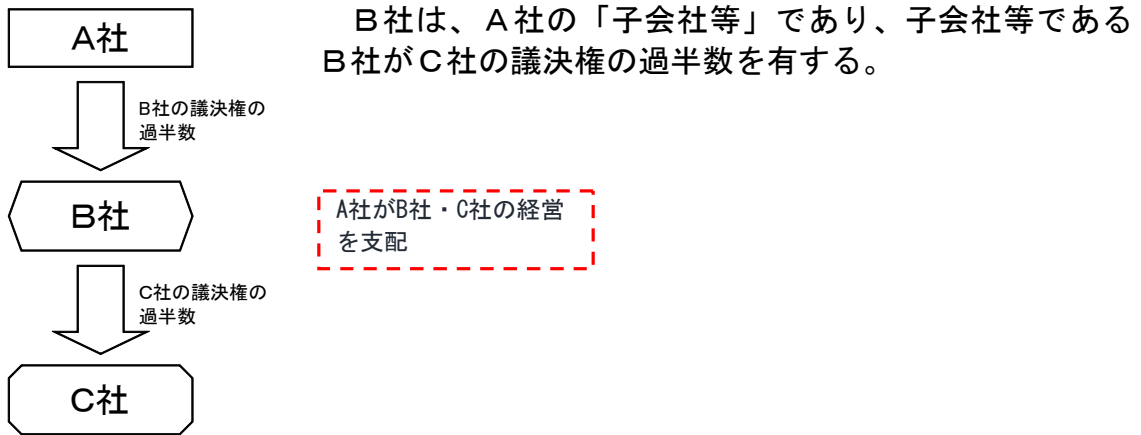 A社
B社は、A社の「子会社等」であり、子会社等である
B社がC社の議決権の過半数を有する。
B社の議決権の
過半数
B社
A社がB社・C社の経営
を支配
C社の議決権の
過半数
C社